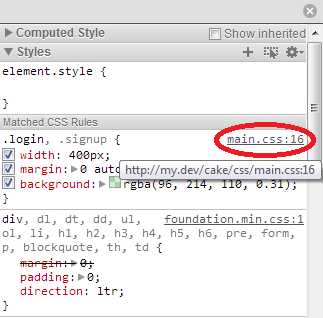 Computed Style Show inherited
Styles
element.style {
}
Matched CSS Rules
.login, .signup { main.css:16
width: 400px;
margin: 0 aut
http://my.dev/cake/css/main.css:16
background: rgba(96, 214, 110, 0.31);
}
div, dl, dt, dd, ul, foundation.min.css:1
ol, li, h1, h2, h3, h4, h5, h6, pre, form,
p, blockquote, th, td {
margin: 0;
padding: 0;
direction: ltr;
}